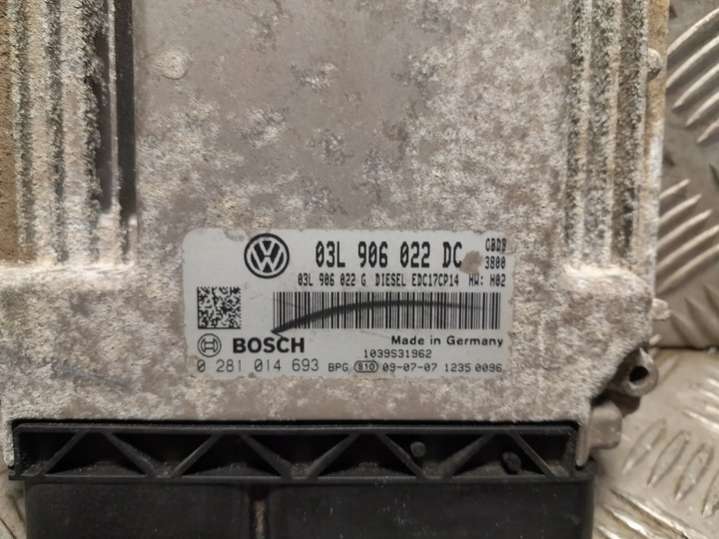 03L 906 022 DC
3800
03L 906 022 G DIESEL EDC17CP14 HW: H02
Made in Germany
BOSCH
1039S31962
0 281 014 693 BPG 810 09-07-07 1235 0096